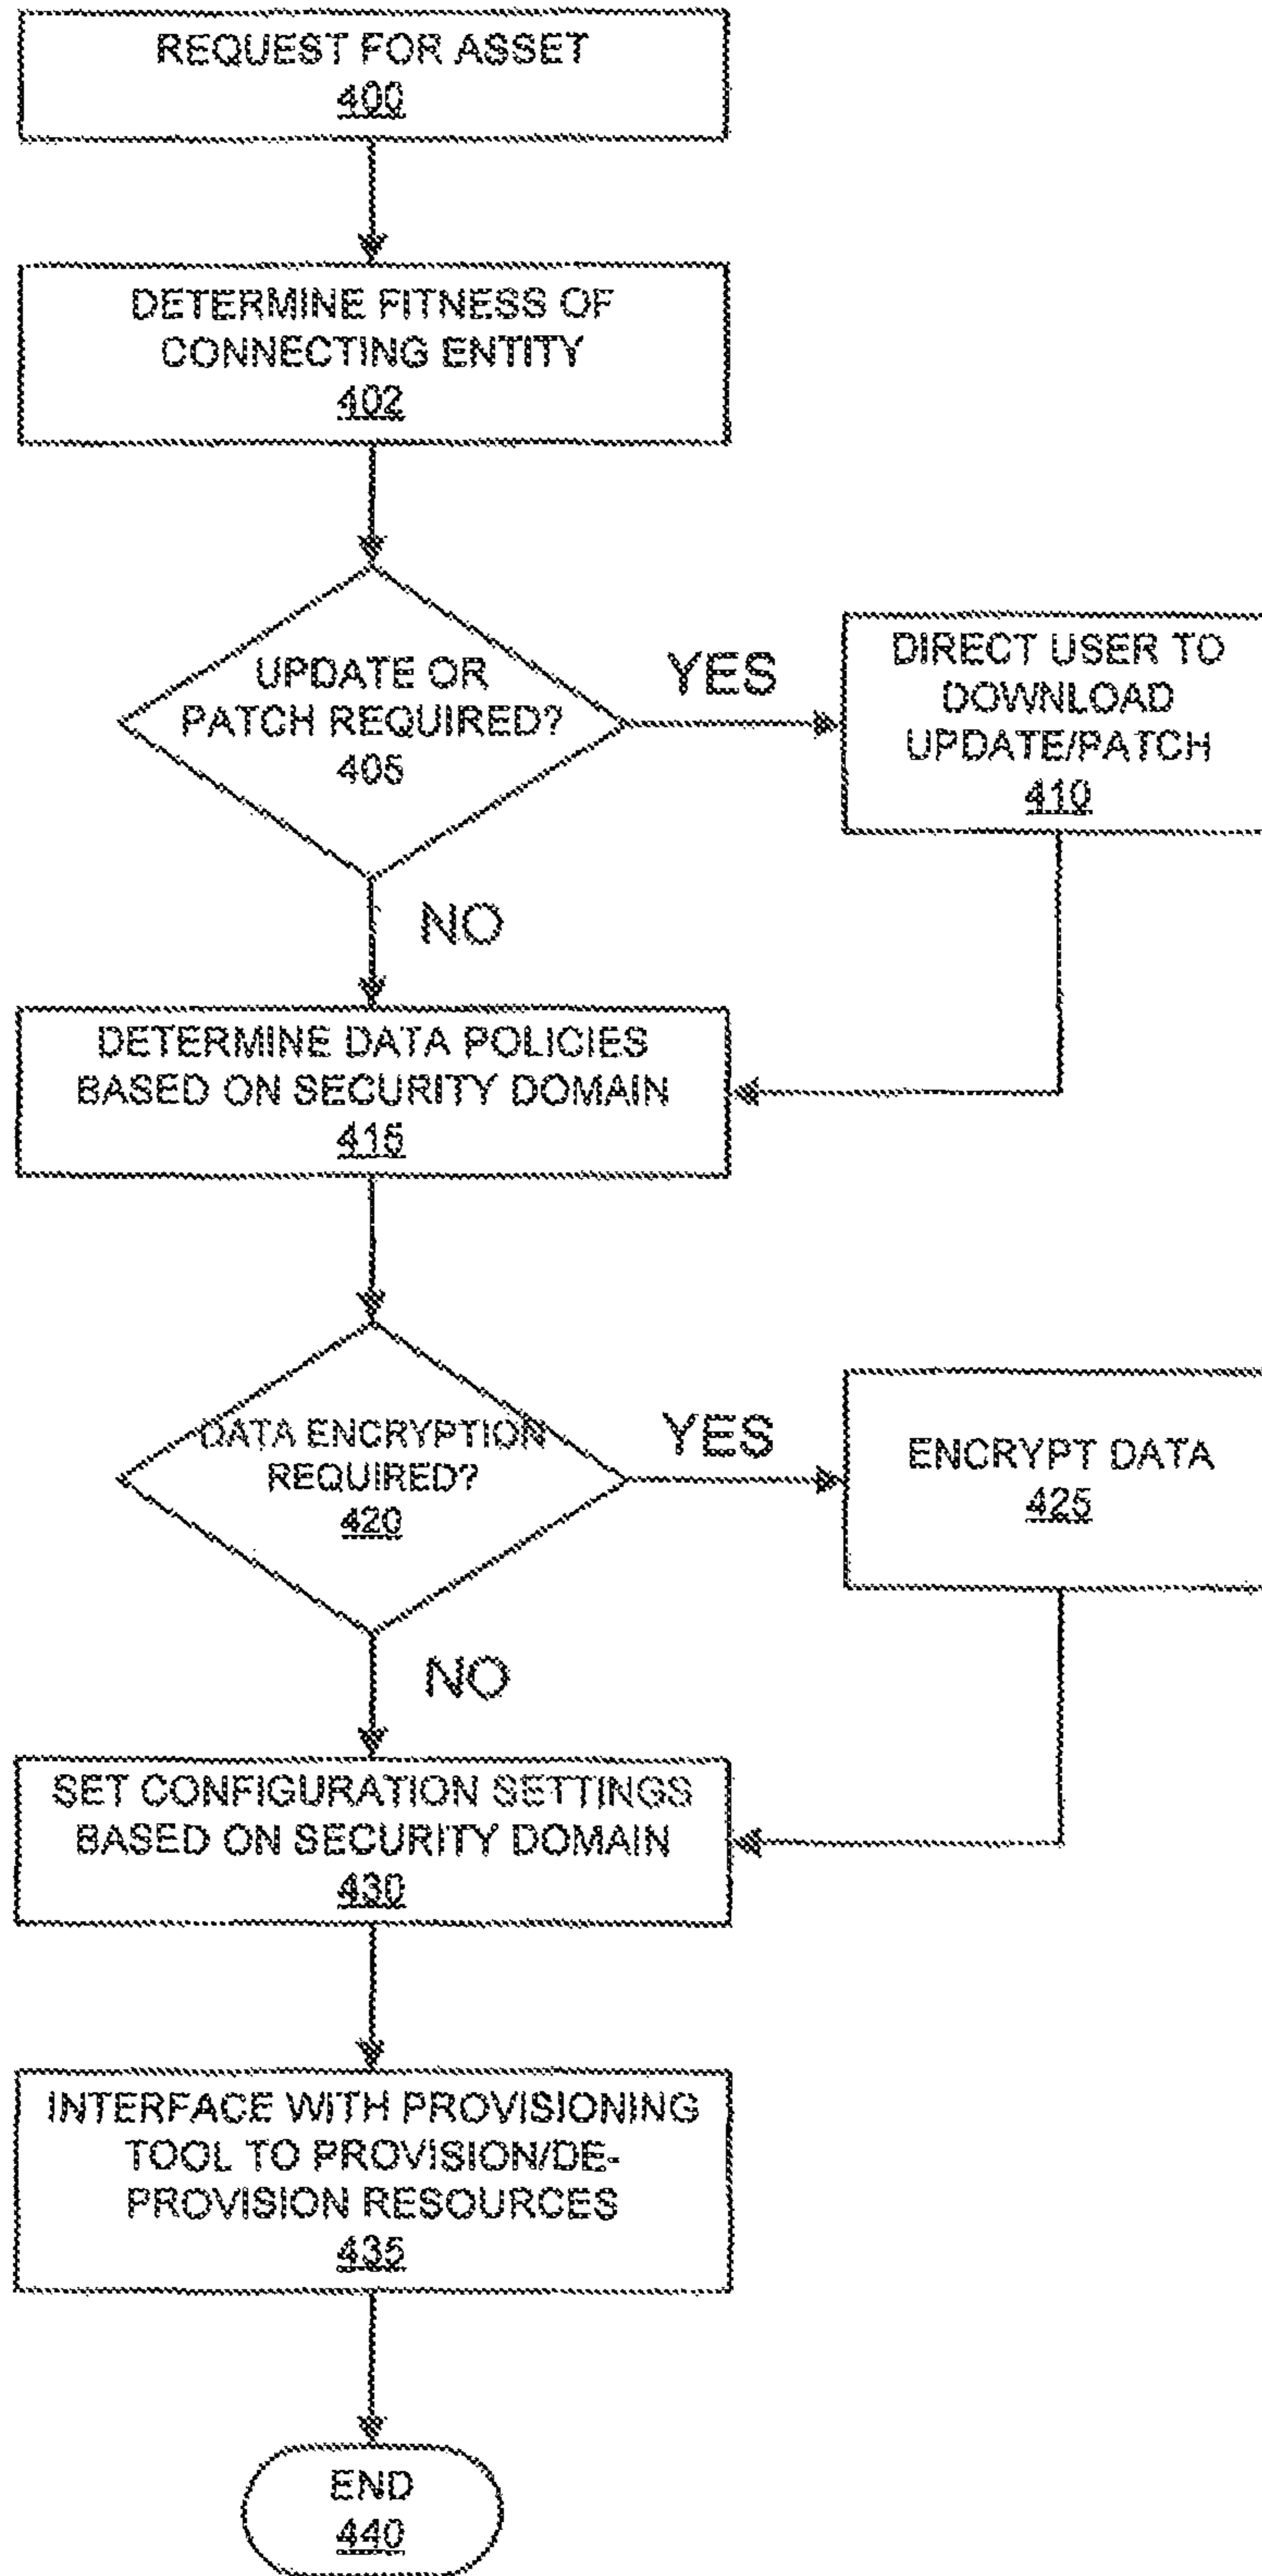 REQUEST FOR ASSET
400
DETERMINE FITNESS OF
CONNECTING ENTITY
402
UPDATE OR
PATCH REQUIRED?
405
YES
DIRECT USER TO
DOWNLOAD
UPDATE/PATCH
410
NO
DETERMINE DATA POLICIES
BASED ON SECURITY DOMAIN
415
DATA ENCRYPTION
REQUIRED?
420
YES
ENCRYPT DATA
425
NO
SET CONFIGURATION SETTINGS
BASED ON SECURITY DOMAIN
430
INTERFACE WITH PROVISIONING
TOOL TO PROVISION/DE-
PROVISION RESOURCES
435
END
440